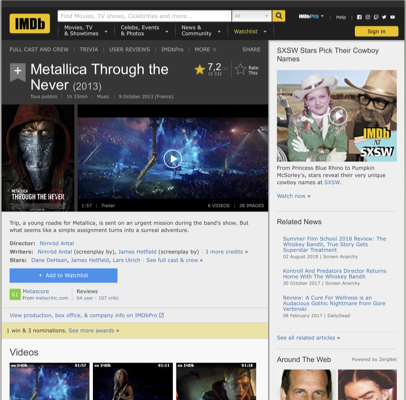 IMDb
Find Movies, TV shows, Celebrities and more...
All
Movies, TV
& Showtimes
Celebs, Events
& Photos
News &
Community
Watchlist
IMDbPro
Help
Sign in
FULL CAST AND CREW | TRIVIA | USER REVIEWS | IMDbPro | MORE
SHARE
Metallica Through the
Never (2013)
Tous publics | 1h 33min | Music | 9 October 2013 (France)
7,2
Rate
This
METALLICA
THROUGH THE NEVER
1:57 | Trailer
6 VIDEOS | 38 IMAGES
Trip, a young roadie for Metallica, is sent on an urgent mission during the band's show. But
what seems like a simple assignment turns into a surreal adventure.
Director: Nimród Antal
Writers: Nimród Antal (screenplay by), James Hetfield (screenplay by) | 3 more credits »
Stars: Dane DeHaan, James Hetfield, Lars Ulrich | See full cast & crew »
+ Add to Watchlist
61
Metascore
From metacritic.com
Reviews
64 user | 107 critic
View production, box office, & company info on IMDbPro
1 win & 3 nominations. See more awards »
Videos
SXSW Stars Pick Their Cowboy
Names
IMDb
AT
SXSW
From Princess Blue Rhino to Pumpkin
McSorley's, stars reveal their very unique
cowboy names at SXSW.
Watch now »
Related News
Summer Film School 2018 Review: The
Whiskey Bandit, True Story Gets
Superstar Treatment
02 August 2018 | Screen Anarchy
Kontroll And Predators Director Returns
Home With The Whiskey Bandit
30 October 2017 | Screen Anarchy
Review: A Cure For Wellness is an
Audacious Gothic Nightmare from Gore
Verbinski
08 February 2017 | DailyDead
See all related articles »
Around The Web
Powered by ZergNet